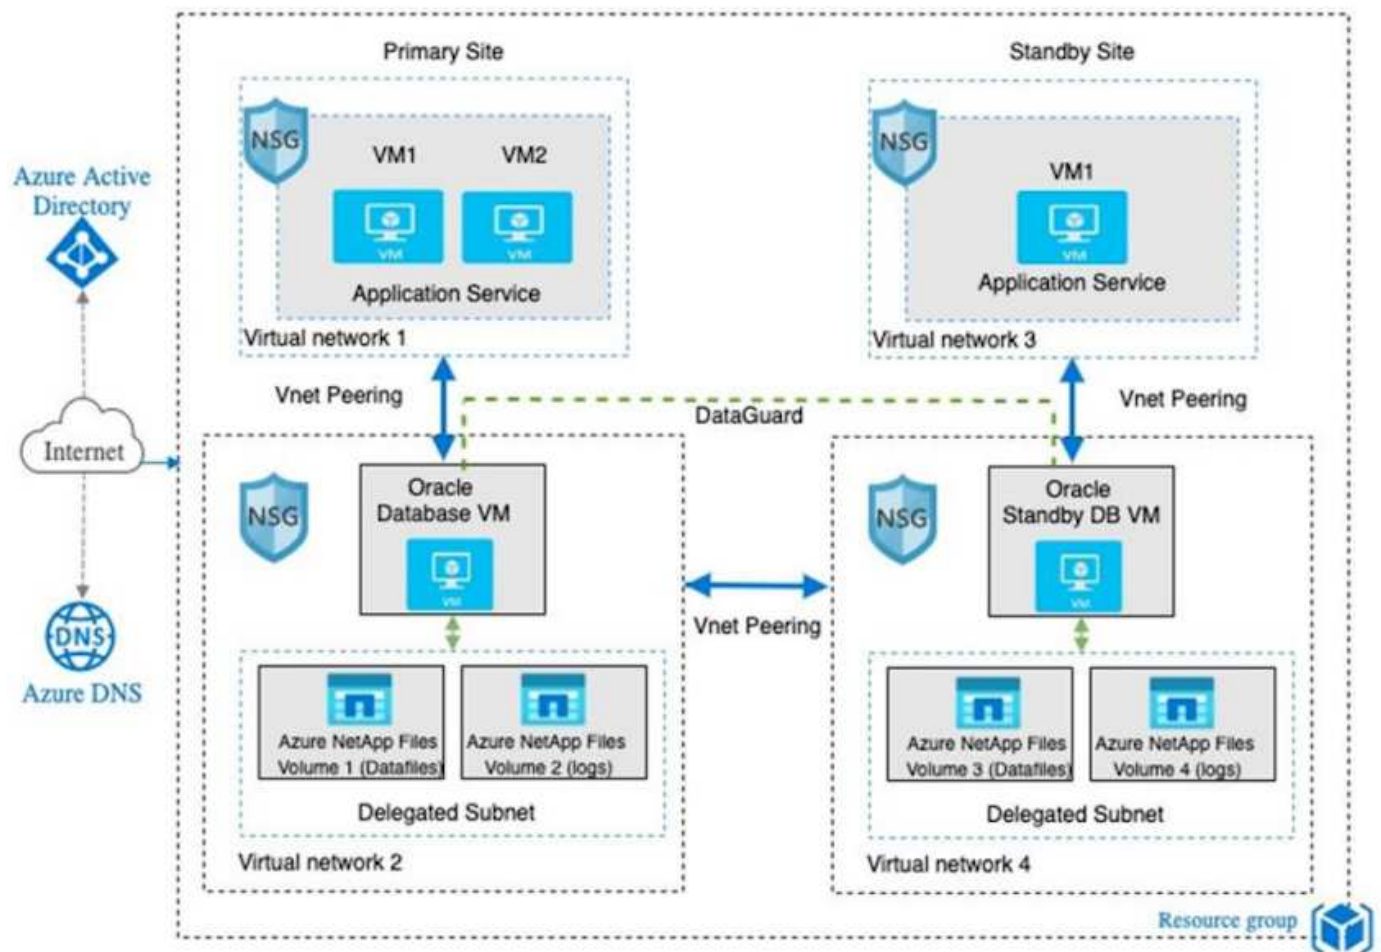 Primary Site
Standby Site
NSG
VM1
VM2
VM
VM
Application Service
Virtual network 1
NSG
VM1
VM
Application Service
Virtual network 3
Azure Active
Directory
Internet
DNS
Azure DNS
Vnet Peering
DataGuard
Vnet Peering
NSG
Oracle
Database VM
VM
Azure NetApp Files
Volume 1 (Datafiles)
Azure NetApp Files
Volume 2 (logs)
Delegated Subnet
Virtual network 2
Vnet Peering
NSG
Oracle
Standby DB VM
VM
Azure NetApp Files
Volume 3 (Datafiles)
Azure NetApp Files
Volume 4 (logs)
Delegated Subnet
Virtual network 4
Resource group